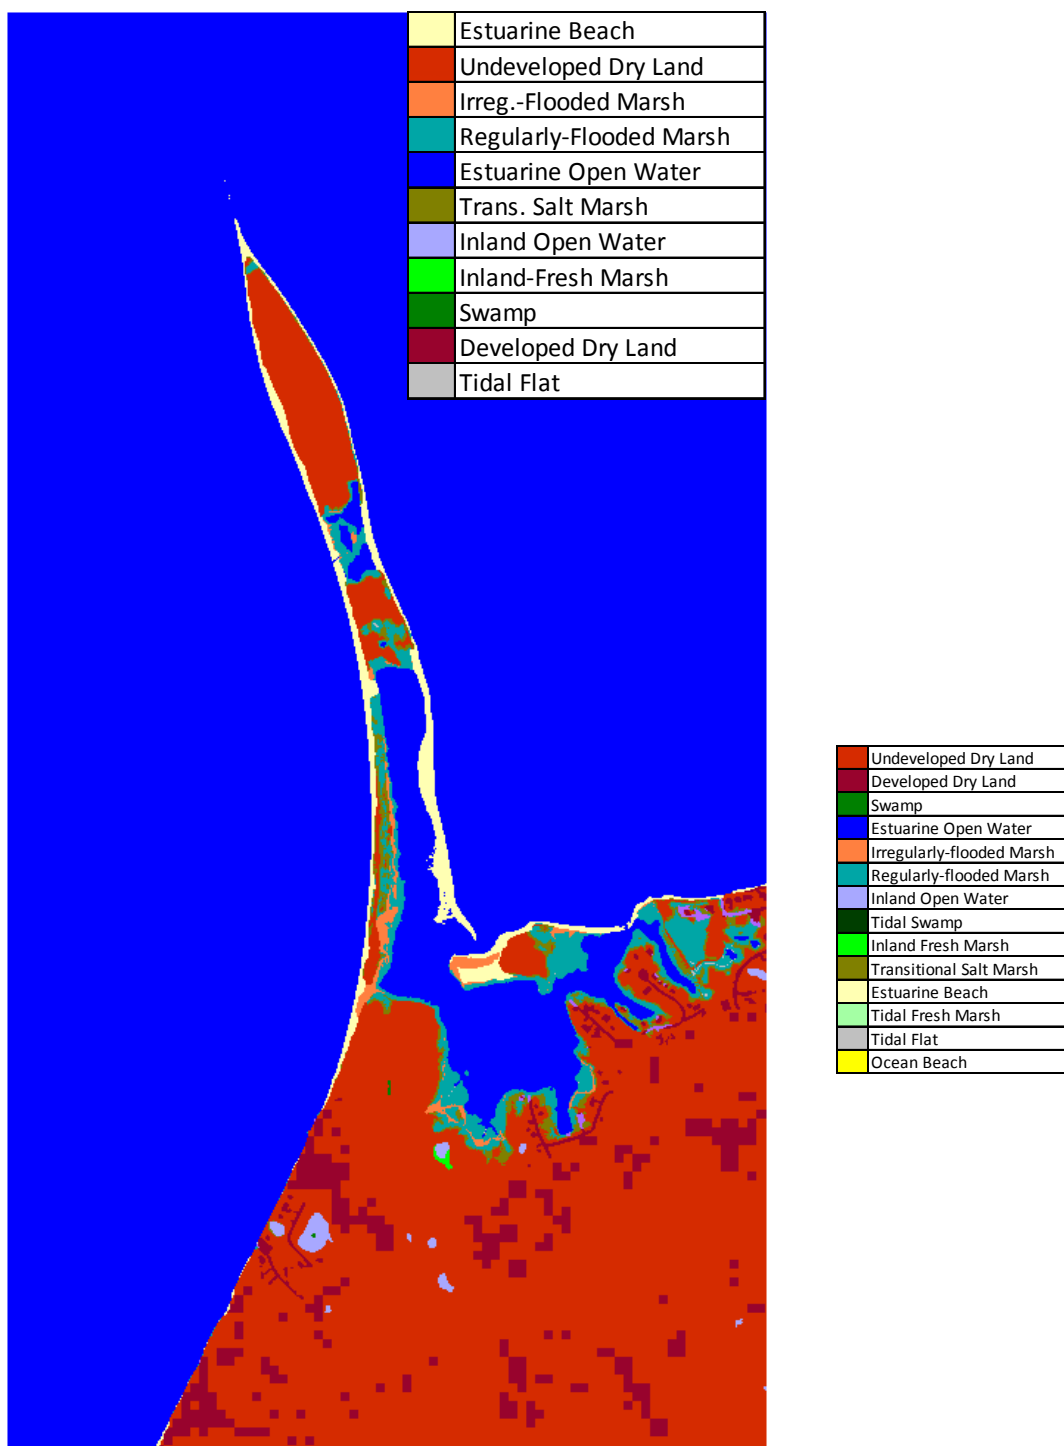 Estuarine Beach
Undeveloped Dry Land
Irreg.-Flooded Marsh
Regularly-Flooded Marsh
Estuarine Open Water
Trans. Salt Marsh
Inland Open Water
Inland-Fresh Marsh
Swamp
Developed Dry Land
Tidal Flat
Undeveloped Dry Land
Developed Dry Land
Swamp
Estuarine Open Water
Irregularly-flooded Marsh
Regularly-flooded Marsh
Inland Open Water
Tidal Swamp
Inland Fresh Marsh
Transitional Salt Marsh
Estuarine Beach
Tidal Fresh Marsh
Tidal Flat
Ocean Beach